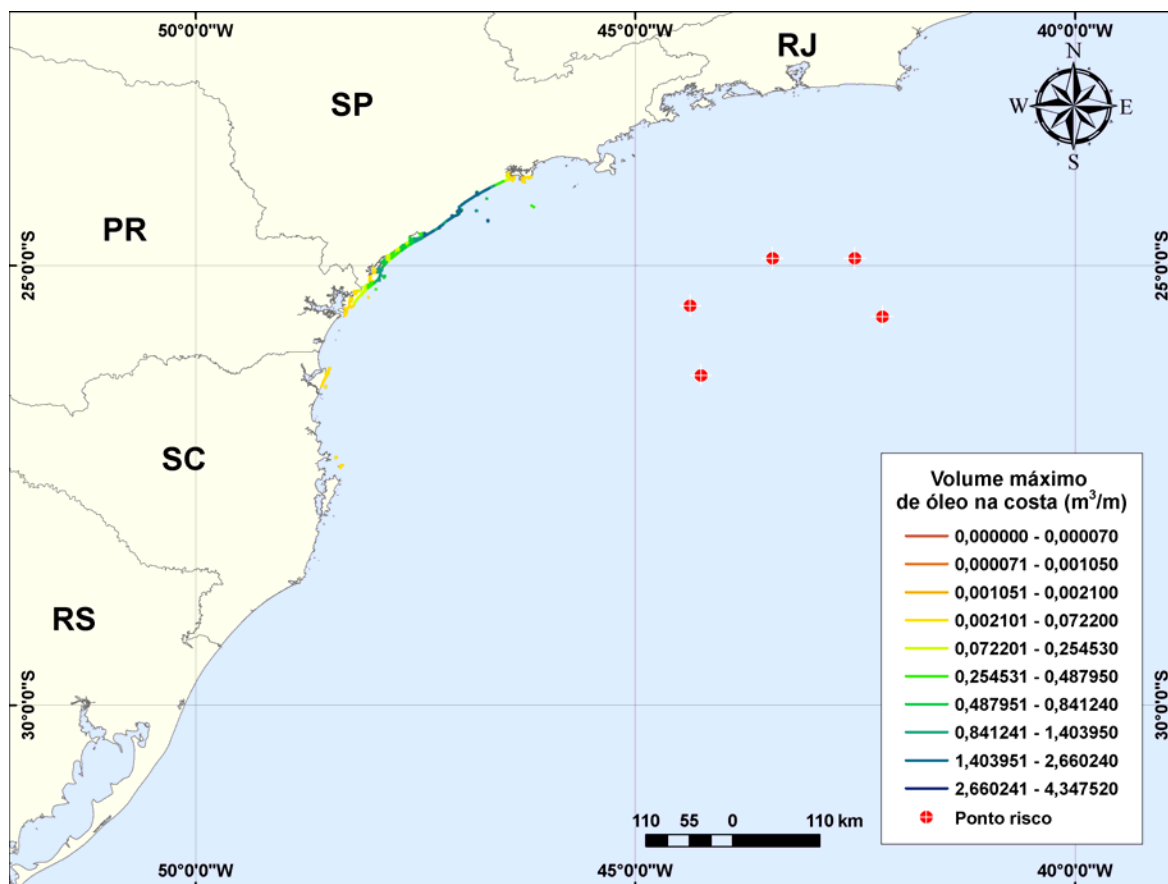 50°0'0"W
45°0'0"W
40°0'0"W
RJ
N
W E
S
SP
PR
25°0'0"S
25°0'0"S
SC
RS
30°0'0"S
30°0'0"S
Volume máximo
de óleo na costa (m³/m)
0,000000 - 0,000070
0,000071 - 0,001050
0,001051 - 0,002100
0,002101 - 0,072200
0,072201 - 0,254530
0,254531 - 0,487950
0,487951 - 0,841240
0,841241 - 1,403950
1,403951 - 2,660240
2,660241 - 4,347520
Ponto risco
110 55 0 110 km
50°0'0"W
45°0'0"W
40°0'0"W